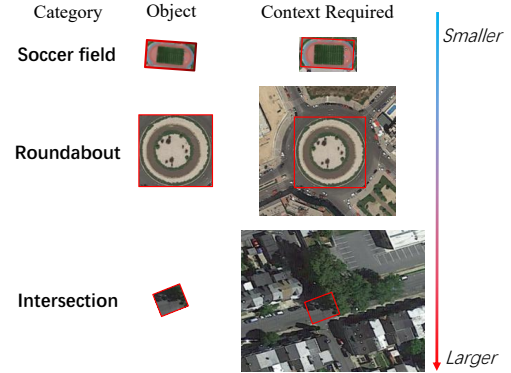 Category Object Context Required
Smaller
Soccer field
Roundabout
Intersection
Larger